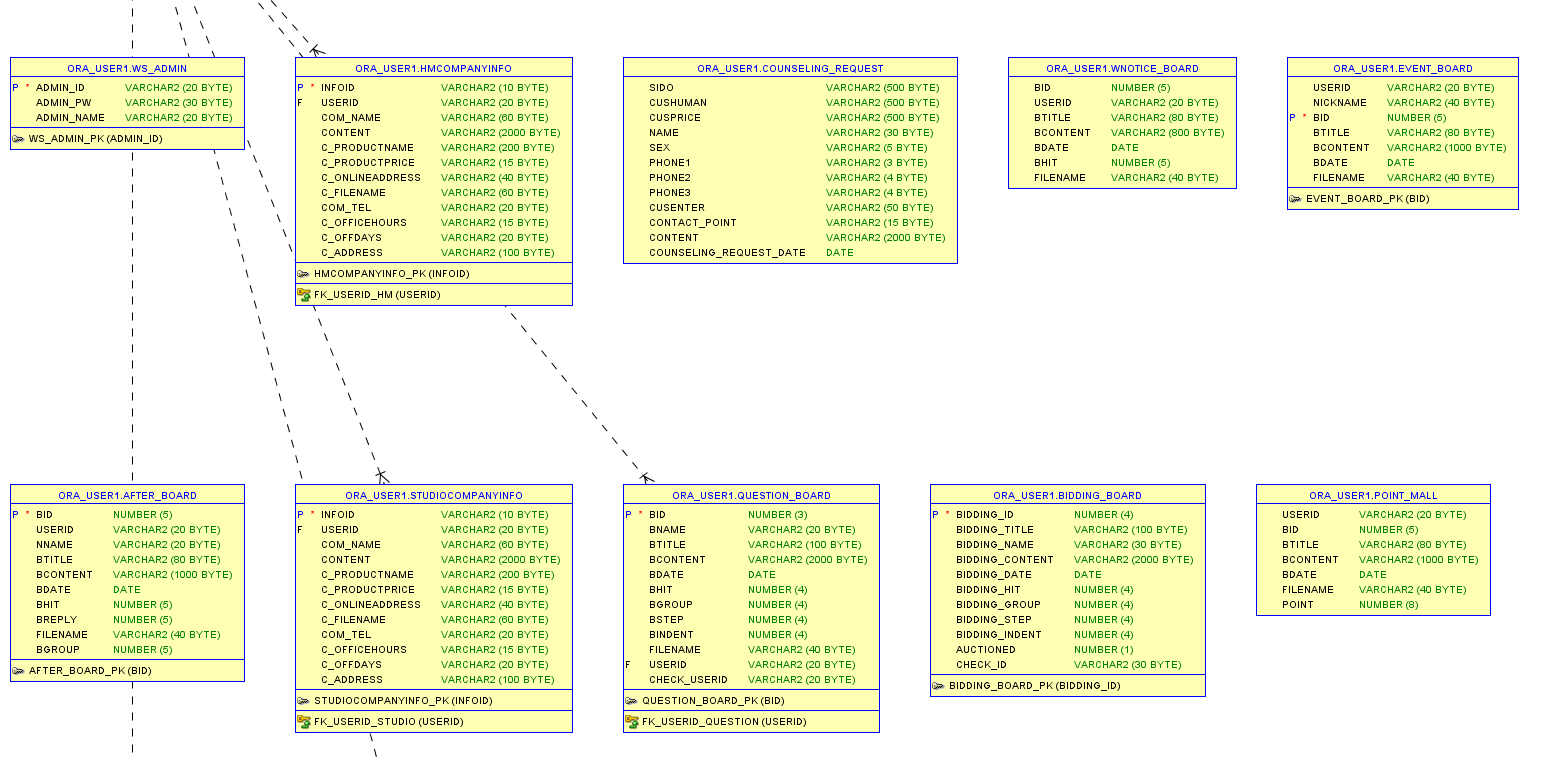 ORA_USER1.WS_ADMIN
P * ADMIN_ID VARCHAR2 (20 BYTE)
ADMIN_PW VARCHAR2 (30 BYTE)
ADMIN_NAME VARCHAR2 (20 BYTE)
WS_ADMIN_PK (ADMIN_ID)
ORA_USER1.HMCOMPANYINFO
P * INFOID VARCHAR2 (10 BYTE)
F USERID VARCHAR2 (20 BYTE)
COM_NAME VARCHAR2 (60 BYTE)
CONTENT VARCHAR2 (2000 BYTE)
C_PRODUCTNAME VARCHAR2 (200 BYTE)
C_PRODUCTPRICE VARCHAR2 (15 BYTE)
C_ONLINEADDRESS VARCHAR2 (40 BYTE)
C_FILENAME VARCHAR2 (60 BYTE)
COM_TEL VARCHAR2 (20 BYTE)
C_OFFICEHOURS VARCHAR2 (15 BYTE)
C_OFFDAYS VARCHAR2 (20 BYTE)
C_ADDRESS VARCHAR2 (100 BYTE)
HMCOMPANYINFO_PK (INFOID)
FK_USERID_HM (USERID)
ORA_USER1.COUNSELING_REQUEST
SIDO VARCHAR2 (500 BYTE)
CUSHUMAN VARCHAR2 (500 BYTE)
CUSPRICE VARCHAR2 (500 BYTE)
NAME VARCHAR2 (30 BYTE)
SEX VARCHAR2 (5 BYTE)
PHONE1 VARCHAR2 (3 BYTE)
PHONE2 VARCHAR2 (4 BYTE)
PHONE3 VARCHAR2 (4 BYTE)
CUSENTER VARCHAR2 (50 BYTE)
CONTACT_POINT VARCHAR2 (15 BYTE)
CONTENT VARCHAR2 (2000 BYTE)
COUNSELING_REQUEST_DATE DATE
ORA_USER1.WNOTICE_BOARD
BID NUMBER (5)
USERID VARCHAR2 (20 BYTE)
BTITLE VARCHAR2 (80 BYTE)
BCONTENT VARCHAR2 (800 BYTE)
BDATE DATE
BHIT NUMBER (5)
FILENAME VARCHAR2 (40 BYTE)
ORA_USER1.EVENT_BOARD
USERID VARCHAR2 (20 BYTE)
NICKNAME VARCHAR2 (40 BYTE)
P * BID NUMBER (5)
BTITLE VARCHAR2 (80 BYTE)
BCONTENT VARCHAR2 (1000 BYTE)
BDATE DATE
FILENAME VARCHAR2 (40 BYTE)
EVENT_BOARD_PK (BID)
ORA_USER1.AFTER_BOARD
P * BID NUMBER (5)
USERID VARCHAR2 (20 BYTE)
NNAME VARCHAR2 (20 BYTE)
BTITLE VARCHAR2 (80 BYTE)
BCONTENT VARCHAR2 (1000 BYTE)
BDATE DATE
BHIT NUMBER (5)
BREPLY NUMBER (5)
FILENAME VARCHAR2 (40 BYTE)
BGROUP NUMBER (5)
AFTER_BOARD_PK (BID)
ORA_USER1.STUDIOCOMPANYINFO
P * INFOID VARCHAR2 (10 BYTE)
F USERID VARCHAR2 (20 BYTE)
COM_NAME VARCHAR2 (60 BYTE)
CONTENT VARCHAR2 (2000 BYTE)
C_PRODUCTNAME VARCHAR2 (200 BYTE)
C_PRODUCTPRICE VARCHAR2 (15 BYTE)
C_ONLINEADDRESS VARCHAR2 (40 BYTE)
C_FILENAME VARCHAR2 (60 BYTE)
COM_TEL VARCHAR2 (20 BYTE)
C_OFFICEHOURS VARCHAR2 (15 BYTE)
C_OFFDAYS VARCHAR2 (20 BYTE)
C_ADDRESS VARCHAR2 (100 BYTE)
STUDIOCOMPANYINFO_PK (INFOID)
FK_USERID_STUDIO (USERID)
ORA_USER1.QUESTION_BOARD
P * BID NUMBER (3)
BNAME VARCHAR2 (20 BYTE)
BTITLE VARCHAR2 (100 BYTE)
BCONTENT VARCHAR2 (2000 BYTE)
BDATE DATE
BHIT NUMBER (4)
BGROUP NUMBER (4)
BSTEP NUMBER (4)
BINDENT NUMBER (4)
FILENAME VARCHAR2 (40 BYTE)
F USERID VARCHAR2 (20 BYTE)
CHECK_USERID VARCHAR2 (20 BYTE)
QUESTION_BOARD_PK (BID)
FK_USERID_QUESTION (USERID)
ORA_USER1.BIDDING_BOARD
P * BIDDING_ID NUMBER (4)
BIDDING_TITLE VARCHAR2 (100 BYTE)
BIDDING_NAME VARCHAR2 (30 BYTE)
BIDDING_CONTENT VARCHAR2 (2000 BYTE)
BIDDING_DATE DATE
BIDDING_HIT NUMBER (4)
BIDDING_GROUP NUMBER (4)
BIDDING_STEP NUMBER (4)
BIDDING_INDENT NUMBER (4)
AUCTIONED NUMBER (1)
CHECK_ID VARCHAR2 (30 BYTE)
BIDDING_BOARD_PK (BIDDING_ID)
ORA_USER1.POINT_MALL
USERID VARCHAR2 (20 BYTE)
BID NUMBER (5)
BTITLE VARCHAR2 (80 BYTE)
BCONTENT VARCHAR2 (1000 BYTE)
BDATE DATE
FILENAME VARCHAR2 (40 BYTE)
POINT NUMBER (8)